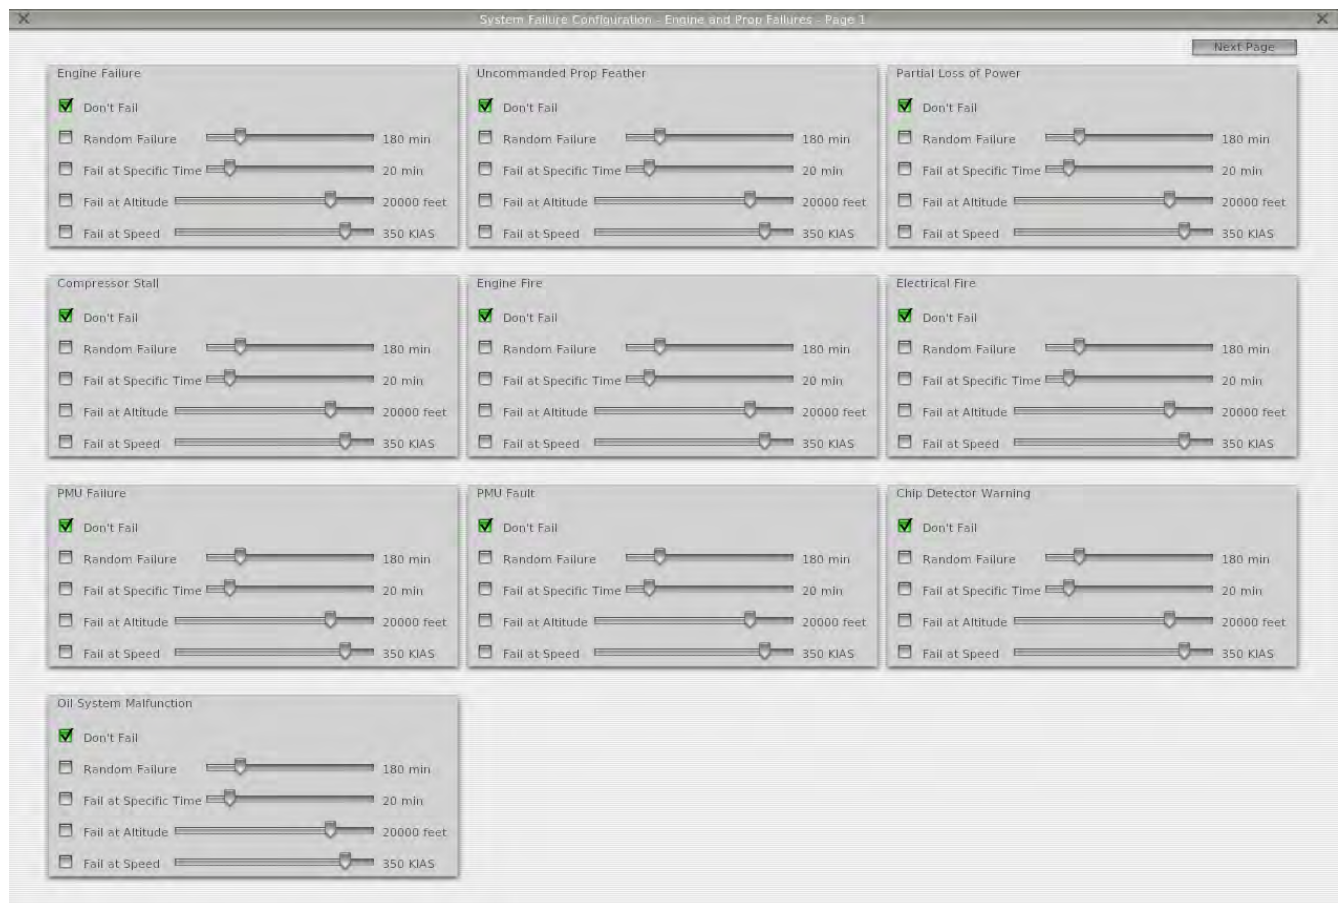 System Failure Configuration - Engine and Prop Failures - Page 1
Next Page
Engine Failure
Don't Fail
Random Failure 180 min
Fail at Specific Time 20 min
Fail at Altitude 20000 feet
Fail at Speed 350 KIAS
Uncommanded Prop Feather
Don't Fail
Random Failure 180 min
Fail at Specific Time 20 min
Fail at Altitude 20000 feet
Fail at Speed 350 KIAS
Partial Loss of Power
Don't Fail
Random Failure 180 min
Fail at Specific Time 20 min
Fail at Altitude 20000 feet
Fail at Speed 350 KIAS
Compressor Stall
Don't Fail
Random Failure 180 min
Fail at Specific Time 20 min
Fail at Altitude 20000 feet
Fail at Speed 350 KIAS
Engine Fire
Don't Fail
Random Failure 180 min
Fail at Specific Time 20 min
Fail at Altitude 20000 feet
Fail at Speed 350 KIAS
Electrical Fire
Don't Fail
Random Failure 180 min
Fail at Specific Time 20 min
Fail at Altitude 20000 feet
Fail at Speed 350 KIAS
PMU Failure
Don't Fail
Random Failure 180 min
Fail at Specific Time 20 min
Fail at Altitude 20000 feet
Fail at Speed 350 KIAS
PMU Fault
Don't Fail
Random Failure 180 min
Fail at Specific Time 20 min
Fail at Altitude 20000 feet
Fail at Speed 350 KIAS
Chip Detector Warning
Don't Fail
Random Failure 180 min
Fail at Specific Time 20 min
Fail at Altitude 20000 feet
Fail at Speed 350 KIAS
Oil System Malfunction
Don't Fail
Random Failure 180 min
Fail at Specific Time 20 min
Fail at Altitude 20000 feet
Fail at Speed 350 KIAS